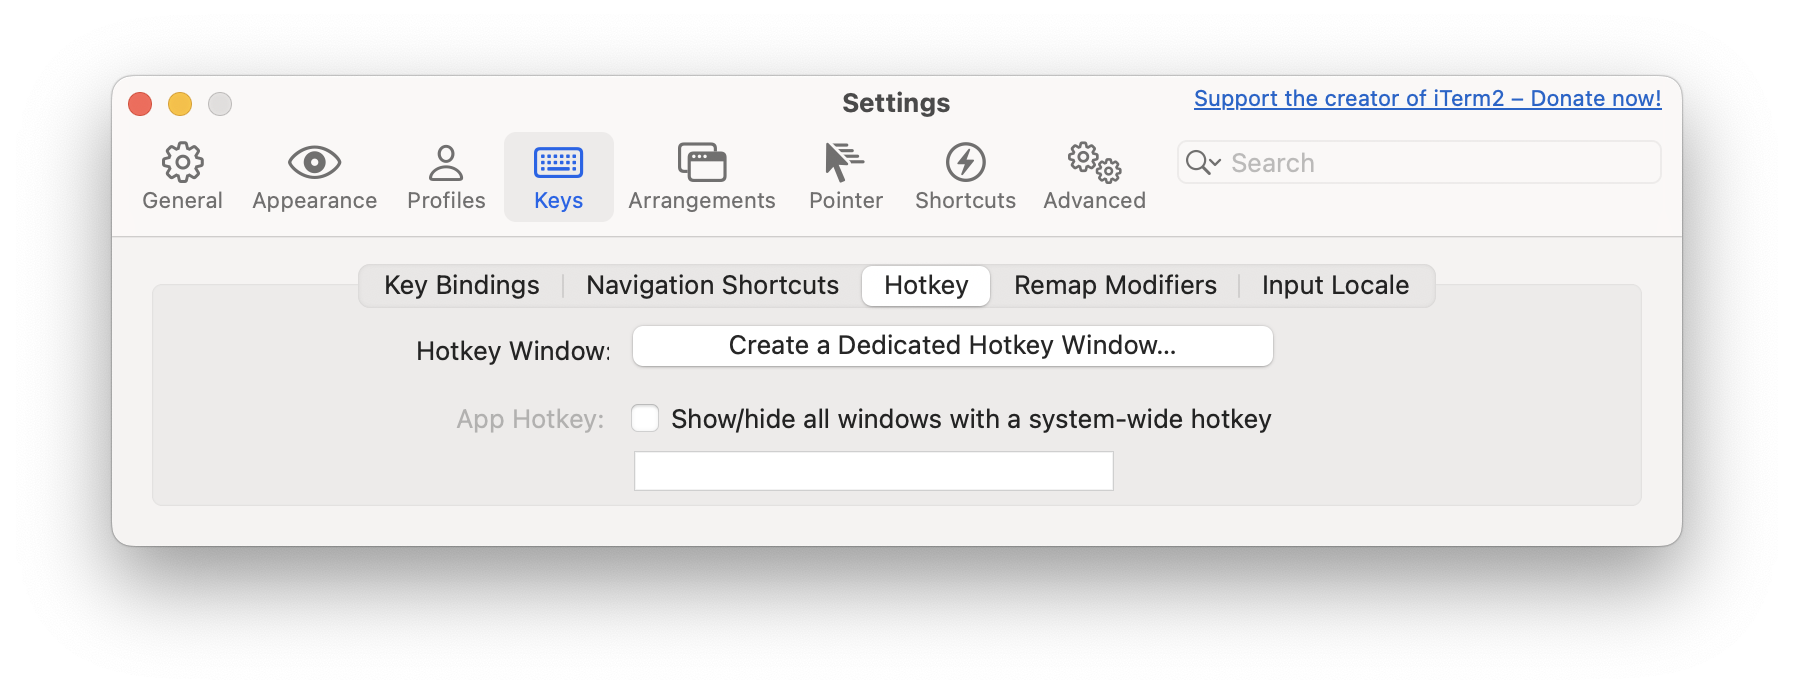 Settings
Support the creator of iTerm2 – Donate now!
General
Appearance
Profiles
Keys
Arrangements
Pointer
Shortcuts
Advanced
Search
Key Bindings
Navigation Shortcuts
Hotkey
Remap Modifiers
Input Locale
Hotkey Window:
Create a Dedicated Hotkey Window...
App Hotkey:
Show/hide all windows with a system-wide hotkey